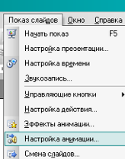 Показ слайдов Окно Справка
Начать показ F5
Настройка презентации...
Настройка времени
Звукозапись...
Управляющие кнопки
Настройка действия...
Эффекты анимации...
Настройка анимации...
Смена слайдов...